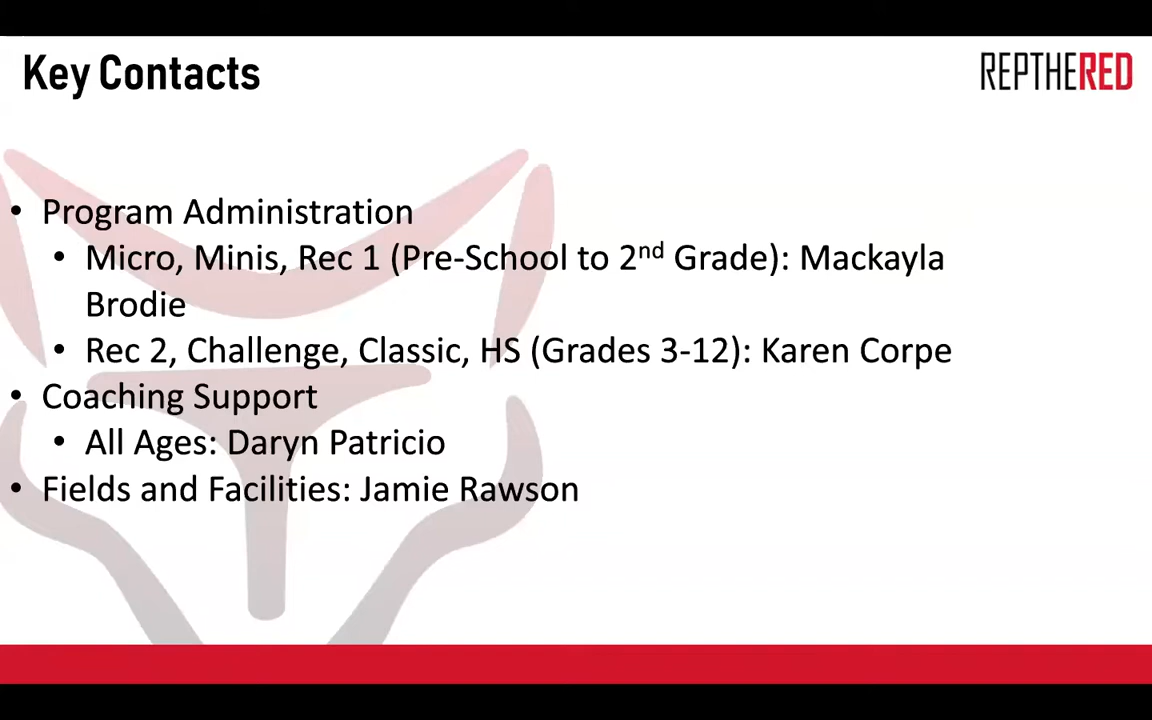 Key Contacts
REPTHERED
• Program Administration
• Micro, Minis, Rec 1 (Pre-School to 2nd Grade): Mackayla
Brodie
• Rec 2, Challenge, Classic, HS (Grades 3-12): Karen Corpe
• Coaching Support
• All Ages: Daryn Patricio
• Fields and Facilities: Jamie Rawson